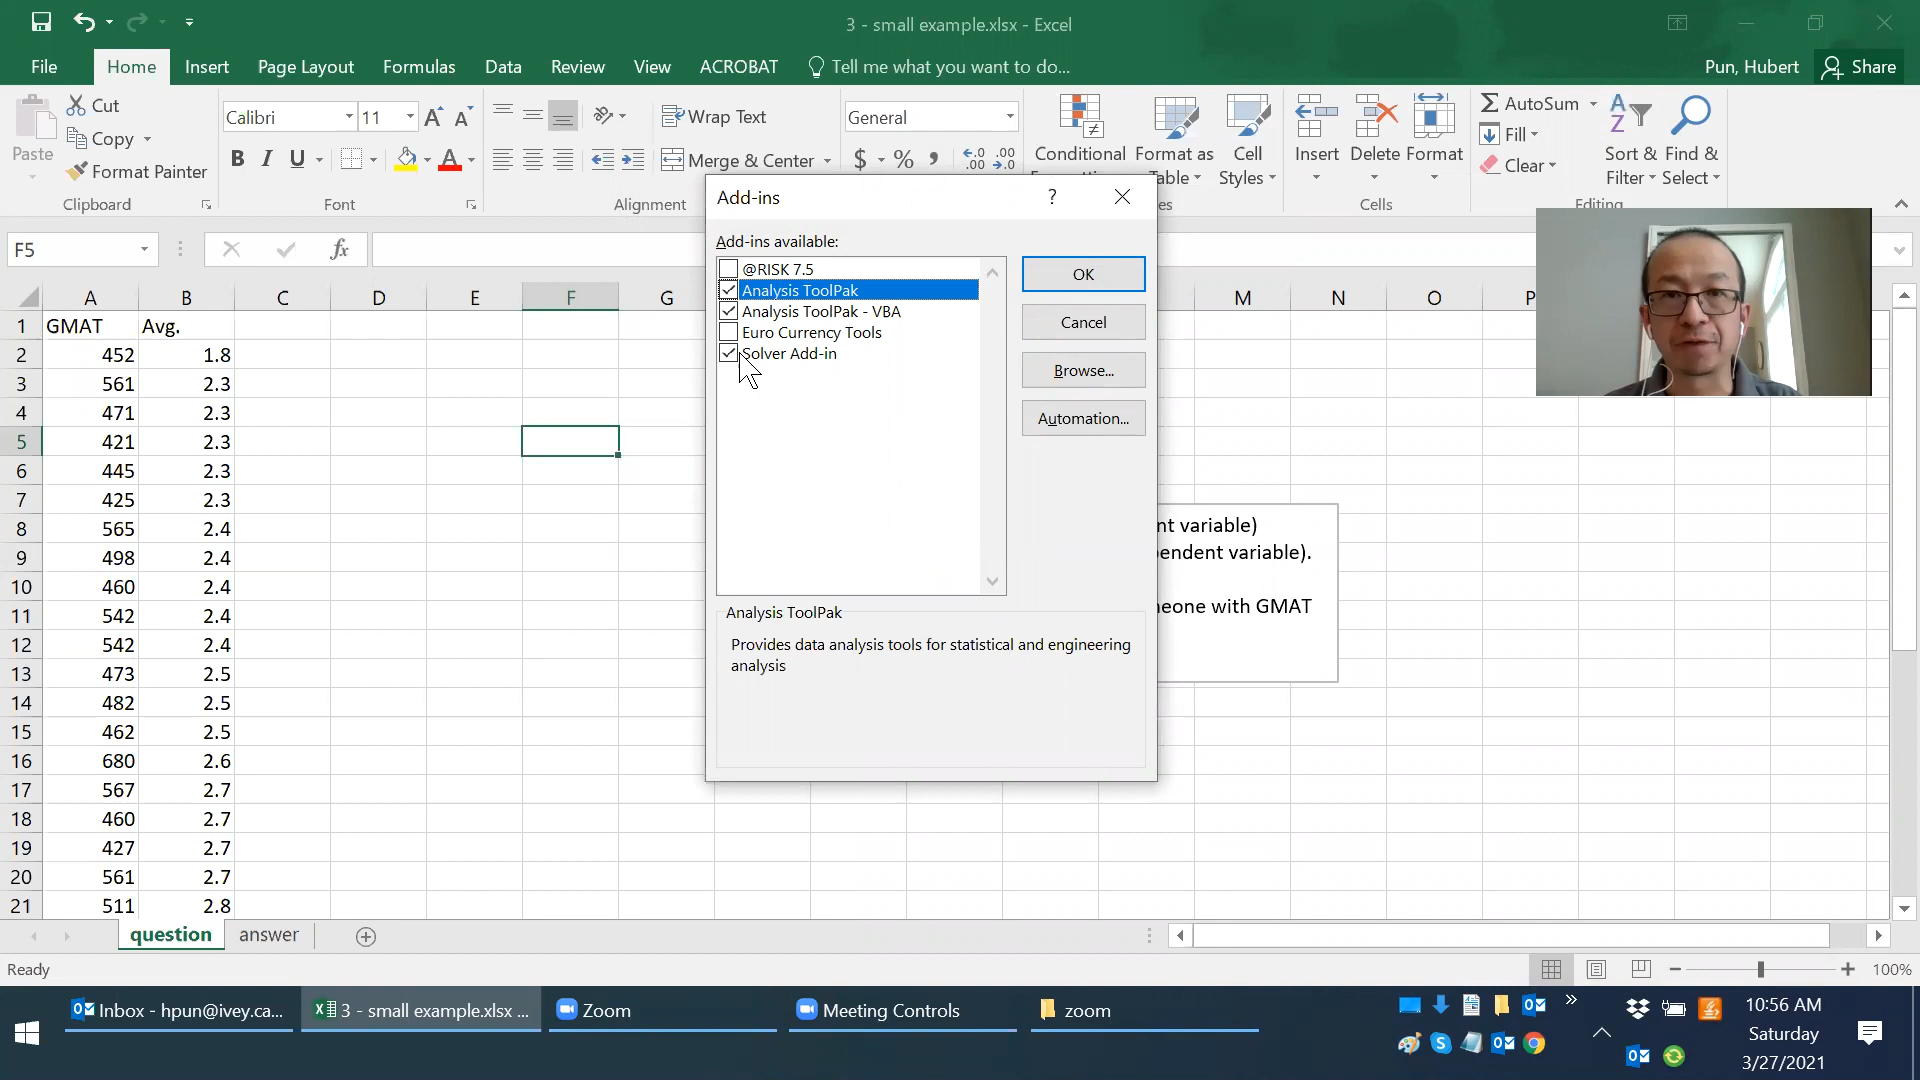 3 - small example.xlsx - Excel
File Home Insert Page Layout Formulas Data Review View ACROBAT Tell me what you want to do... Pun, Hubert Share
Paste
Cut
Copy
Format Painter
Clipboard
Calibri 11
B I U A
Font
Wrap Text
Merge & Center
Alignment
General
$ %
Conditional
Format as
Table
Cell
Styles
Insert Delete Format
Cells
AutoSum
Fill
Clear
Sort &
Filter
Find &
Select
Editing
F5
fx
A B C D E F G M N O P
1 GMAT Avg.
2 452 1.8
3 561 2.3
4 471 2.3
5 421 2.3
6 445 2.3
7 425 2.3
8 565 2.4
9 498 2.4
10 460 2.4
11 542 2.4
12 542 2.4
13 473 2.5
14 482 2.5
15 462 2.5
16 680 2.6
17 567 2.7
18 460 2.7
19 427 2.7
20 561 2.7
21 511 2.8
Add-ins ?
Add-ins available:
@RISK 7.5
Analysis ToolPak
Analysis ToolPak - VBA
Euro Currency Tools
Solver Add-in
OK
Cancel
Browse...
Automation...
Analysis ToolPak
Provides data analysis tools for statistical and engineering
analysis
nt variable)
endent variable).
eone with GMAT
question answer
Ready
100%
Inbox - hpun@ivey.ca...
3 - small example.xlsx ...
Zoom
Meeting Controls
zoom
10:56 AM
Saturday
3/27/2021